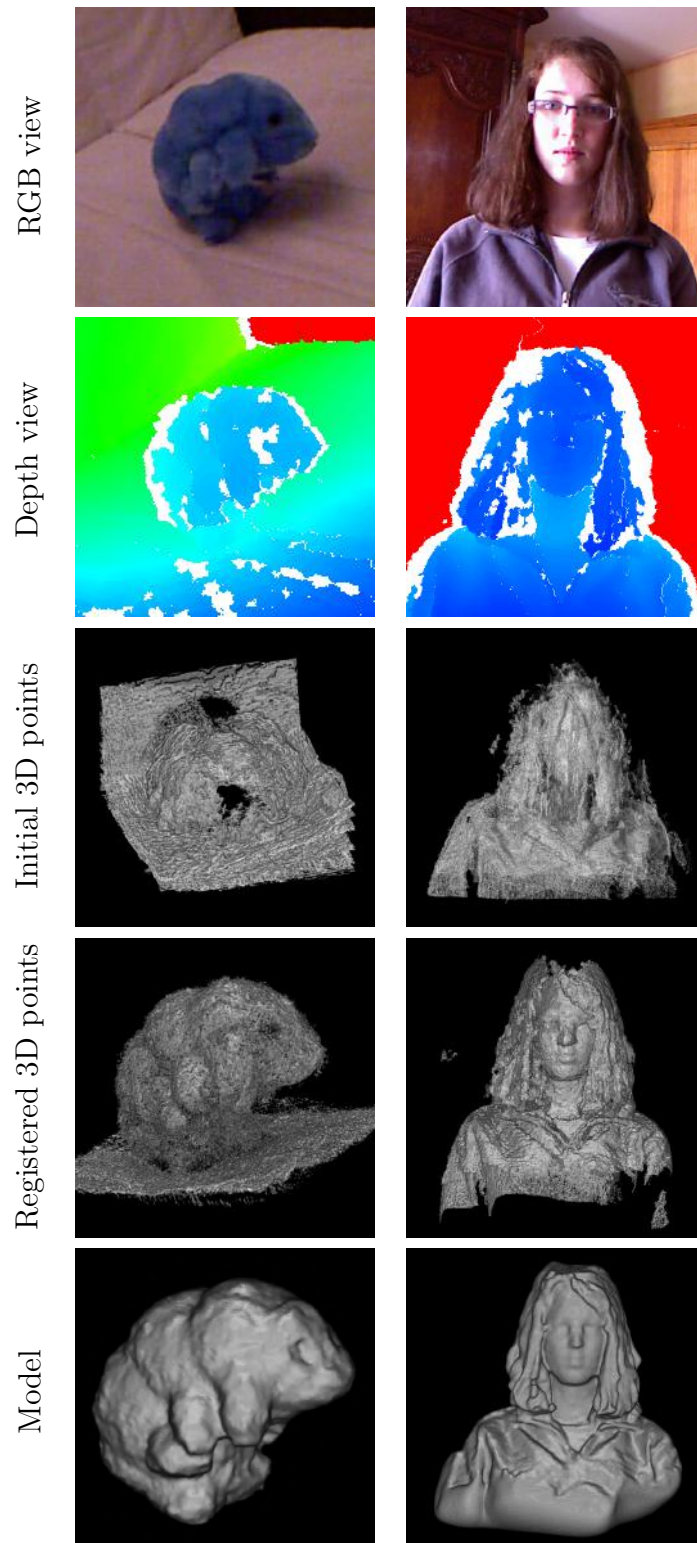 RGB view
Depth view
Initial 3D points
Registered 3D points
Model